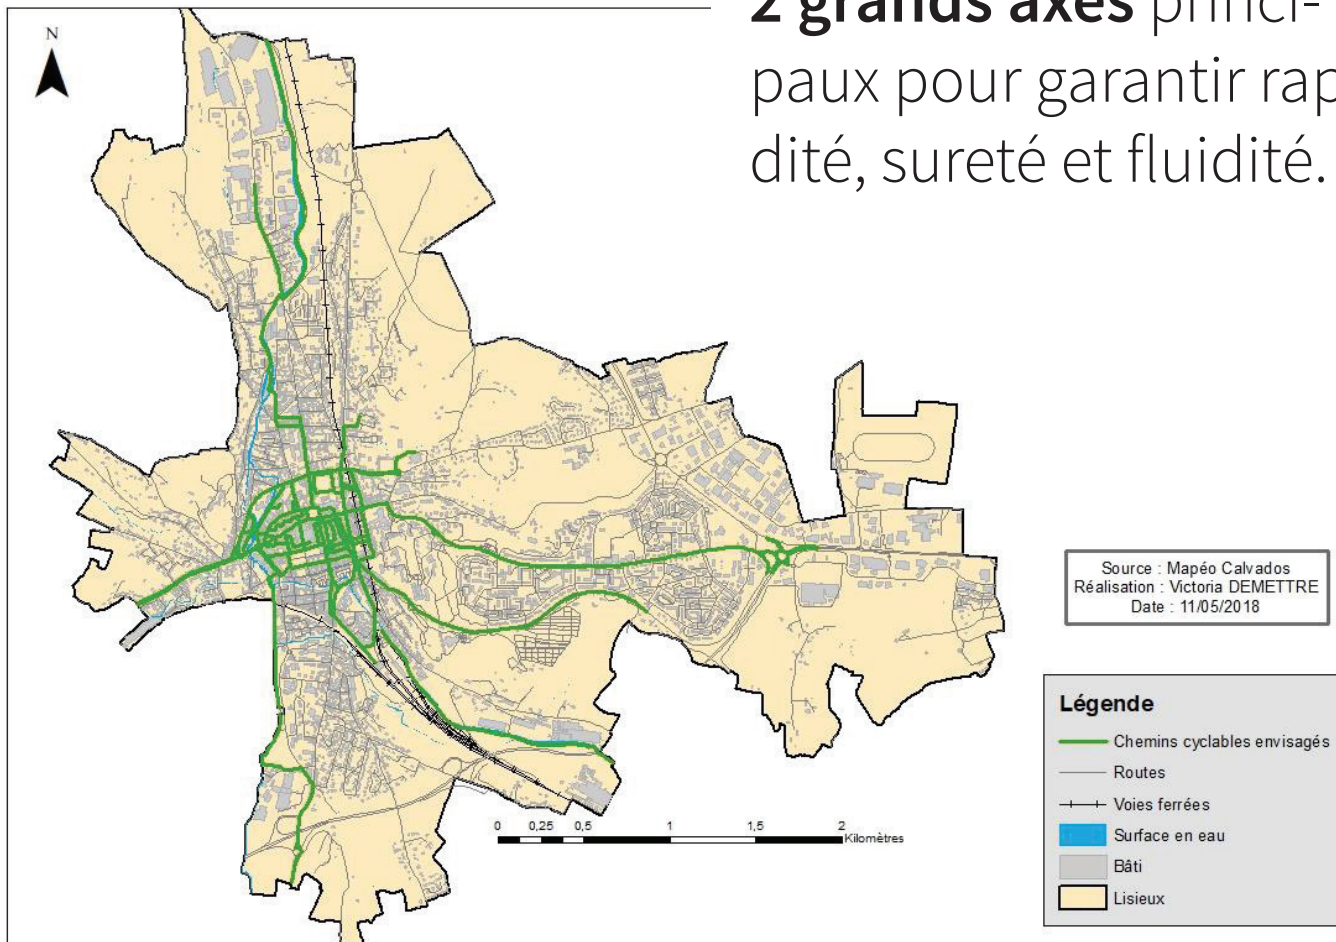 2 grands axes princi-
paux pour garantir rap
dité, sureté et fluidité.
N
Source : Mapéo Calvados
Réalisation : Victoria DEMETTRE
Date : 11/05/2018
Légende
Chemins cyclables envisagés
Routes
Voies ferrées
Surface en eau
Bâti
Lisieux
0 0,25 0,5 1 1,5 2
Kilomètres